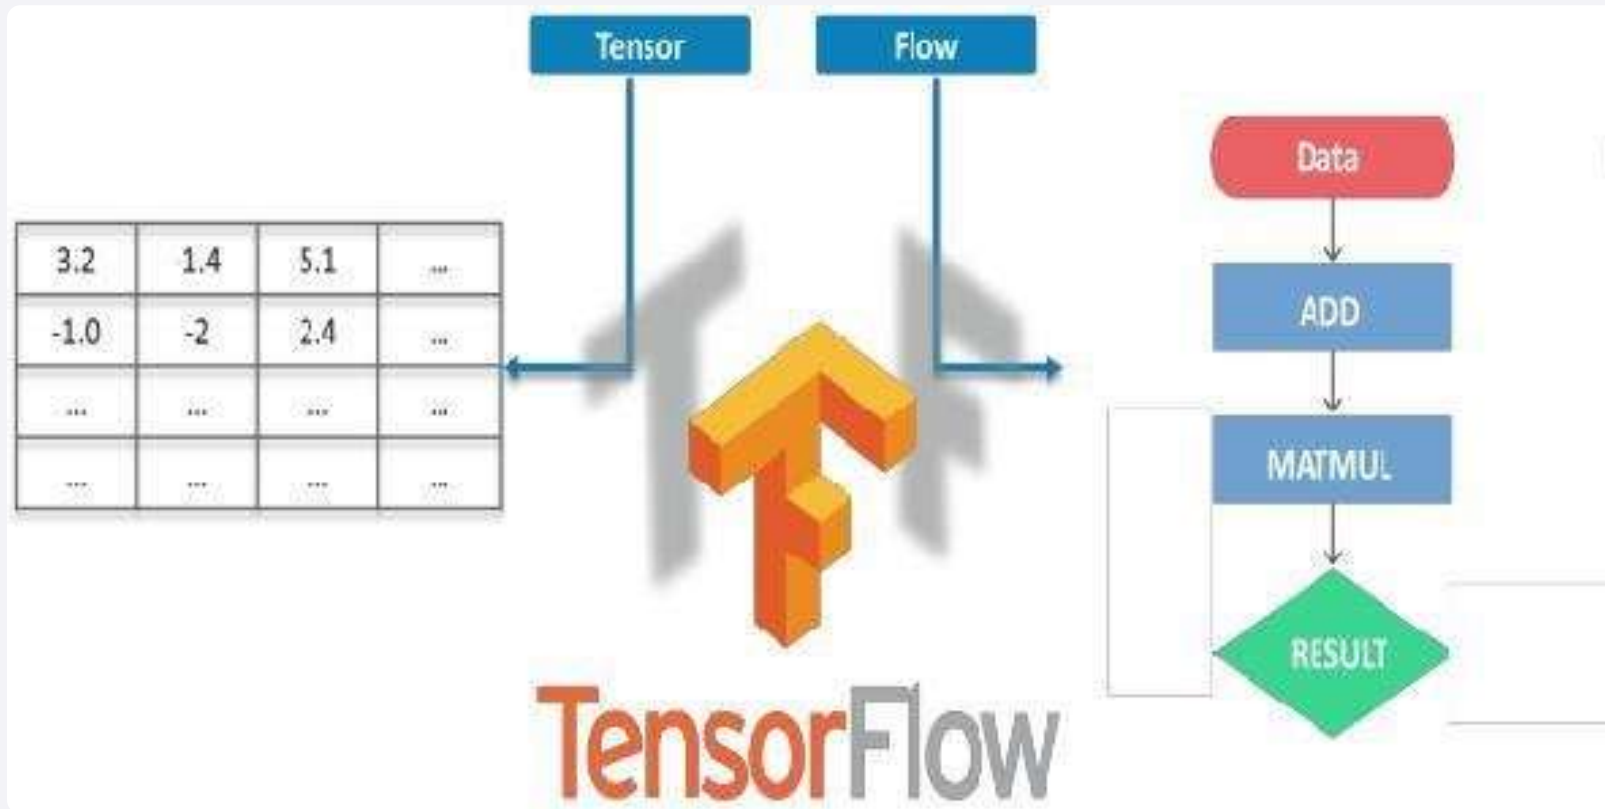 Tensor
Flow
3.2 1.4 5.1 ...
-1.0 -2 2.4 ...
... ... ... ...
... ... ... ...
Data
ADD
MATMUL
RESULT
TensorFlow